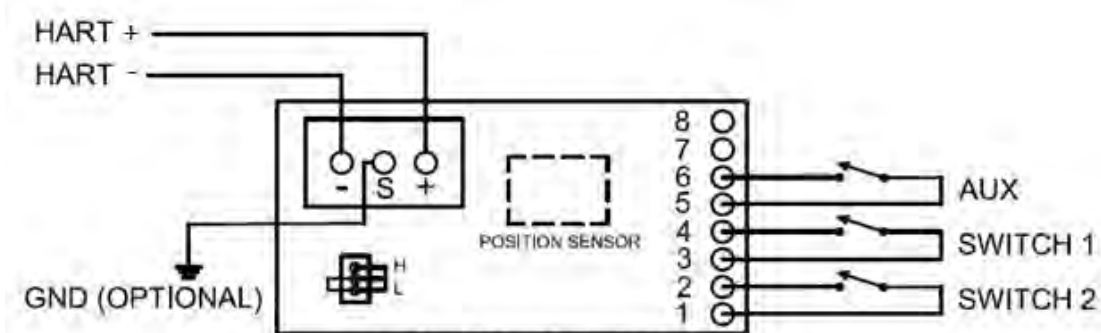 HART +
HART -
- S +
POSITION SENSOR
H
L
GND (OPTIONAL)
8
7
6
5
4
3
2
1
AUX
SWITCH 1
SWITCH 2